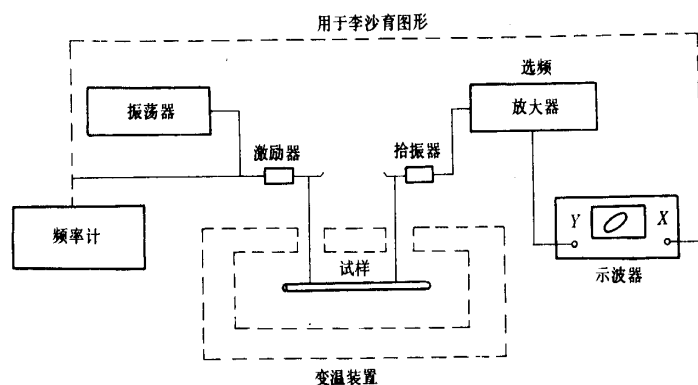 用于李沙育图形
选频
振荡器
放大器
激励器
拾振器
频率计
Y
X
试样
示波器
变温装置